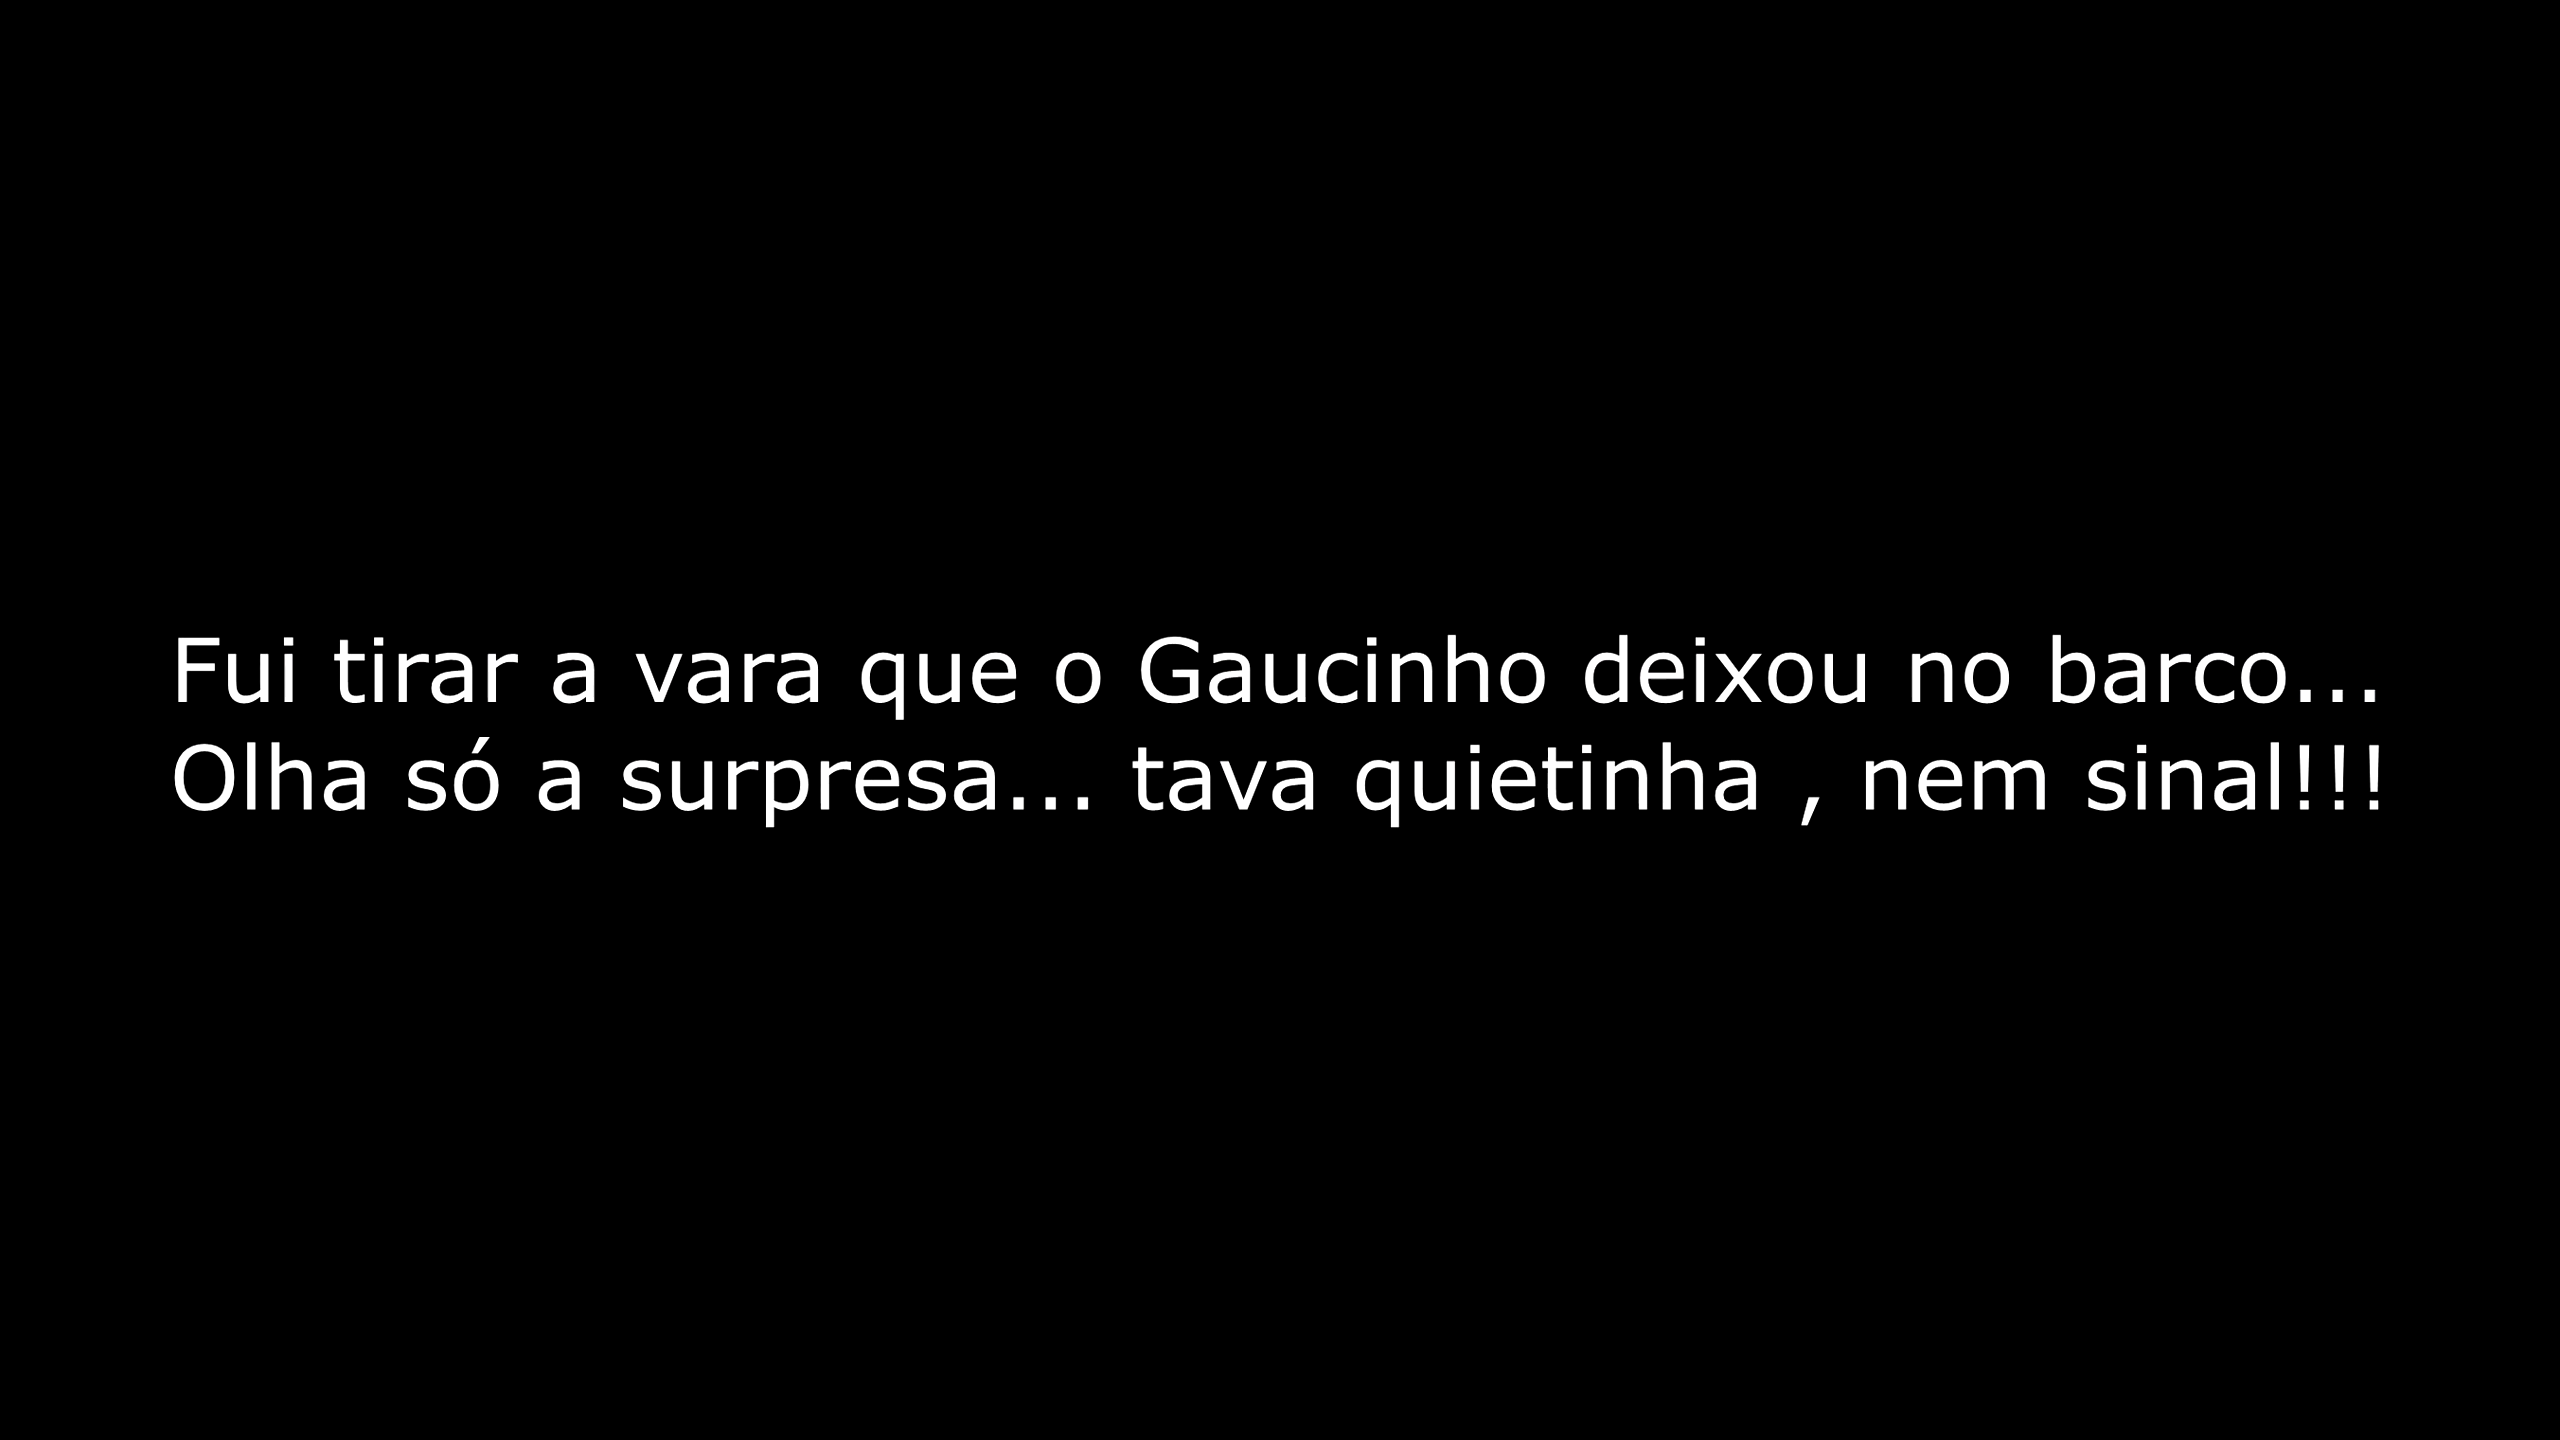 Fui tirar a vara que o Gaucinho deixou no barco...
Olha só a surpresa... tava quietinha , nem sinal!!!